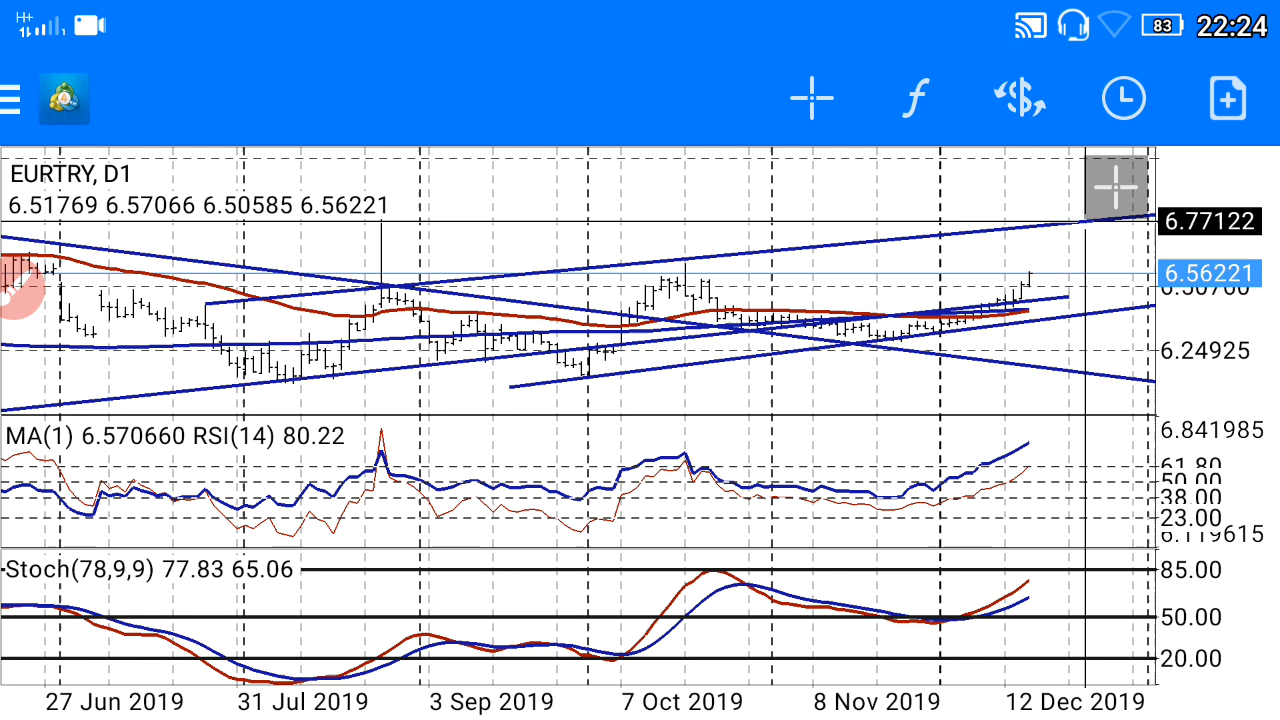 H+
83 22:24
f
EURTRY, D1
6.51769 6.57066 6.50585 6.56221
6.77122
6.56221
6.24925
MA(1) 6.570660 RSI(14) 80.22
6.841985
61.80
50.00
38.00
23.00
6.119615
Stoch(78,9,9) 77.83 65.06
85.00
50.00
20.00
27 Jun 2019 31 Jul 2019 3 Sep 2019 7 Oct 2019 8 Nov 2019 12 Dec 2019